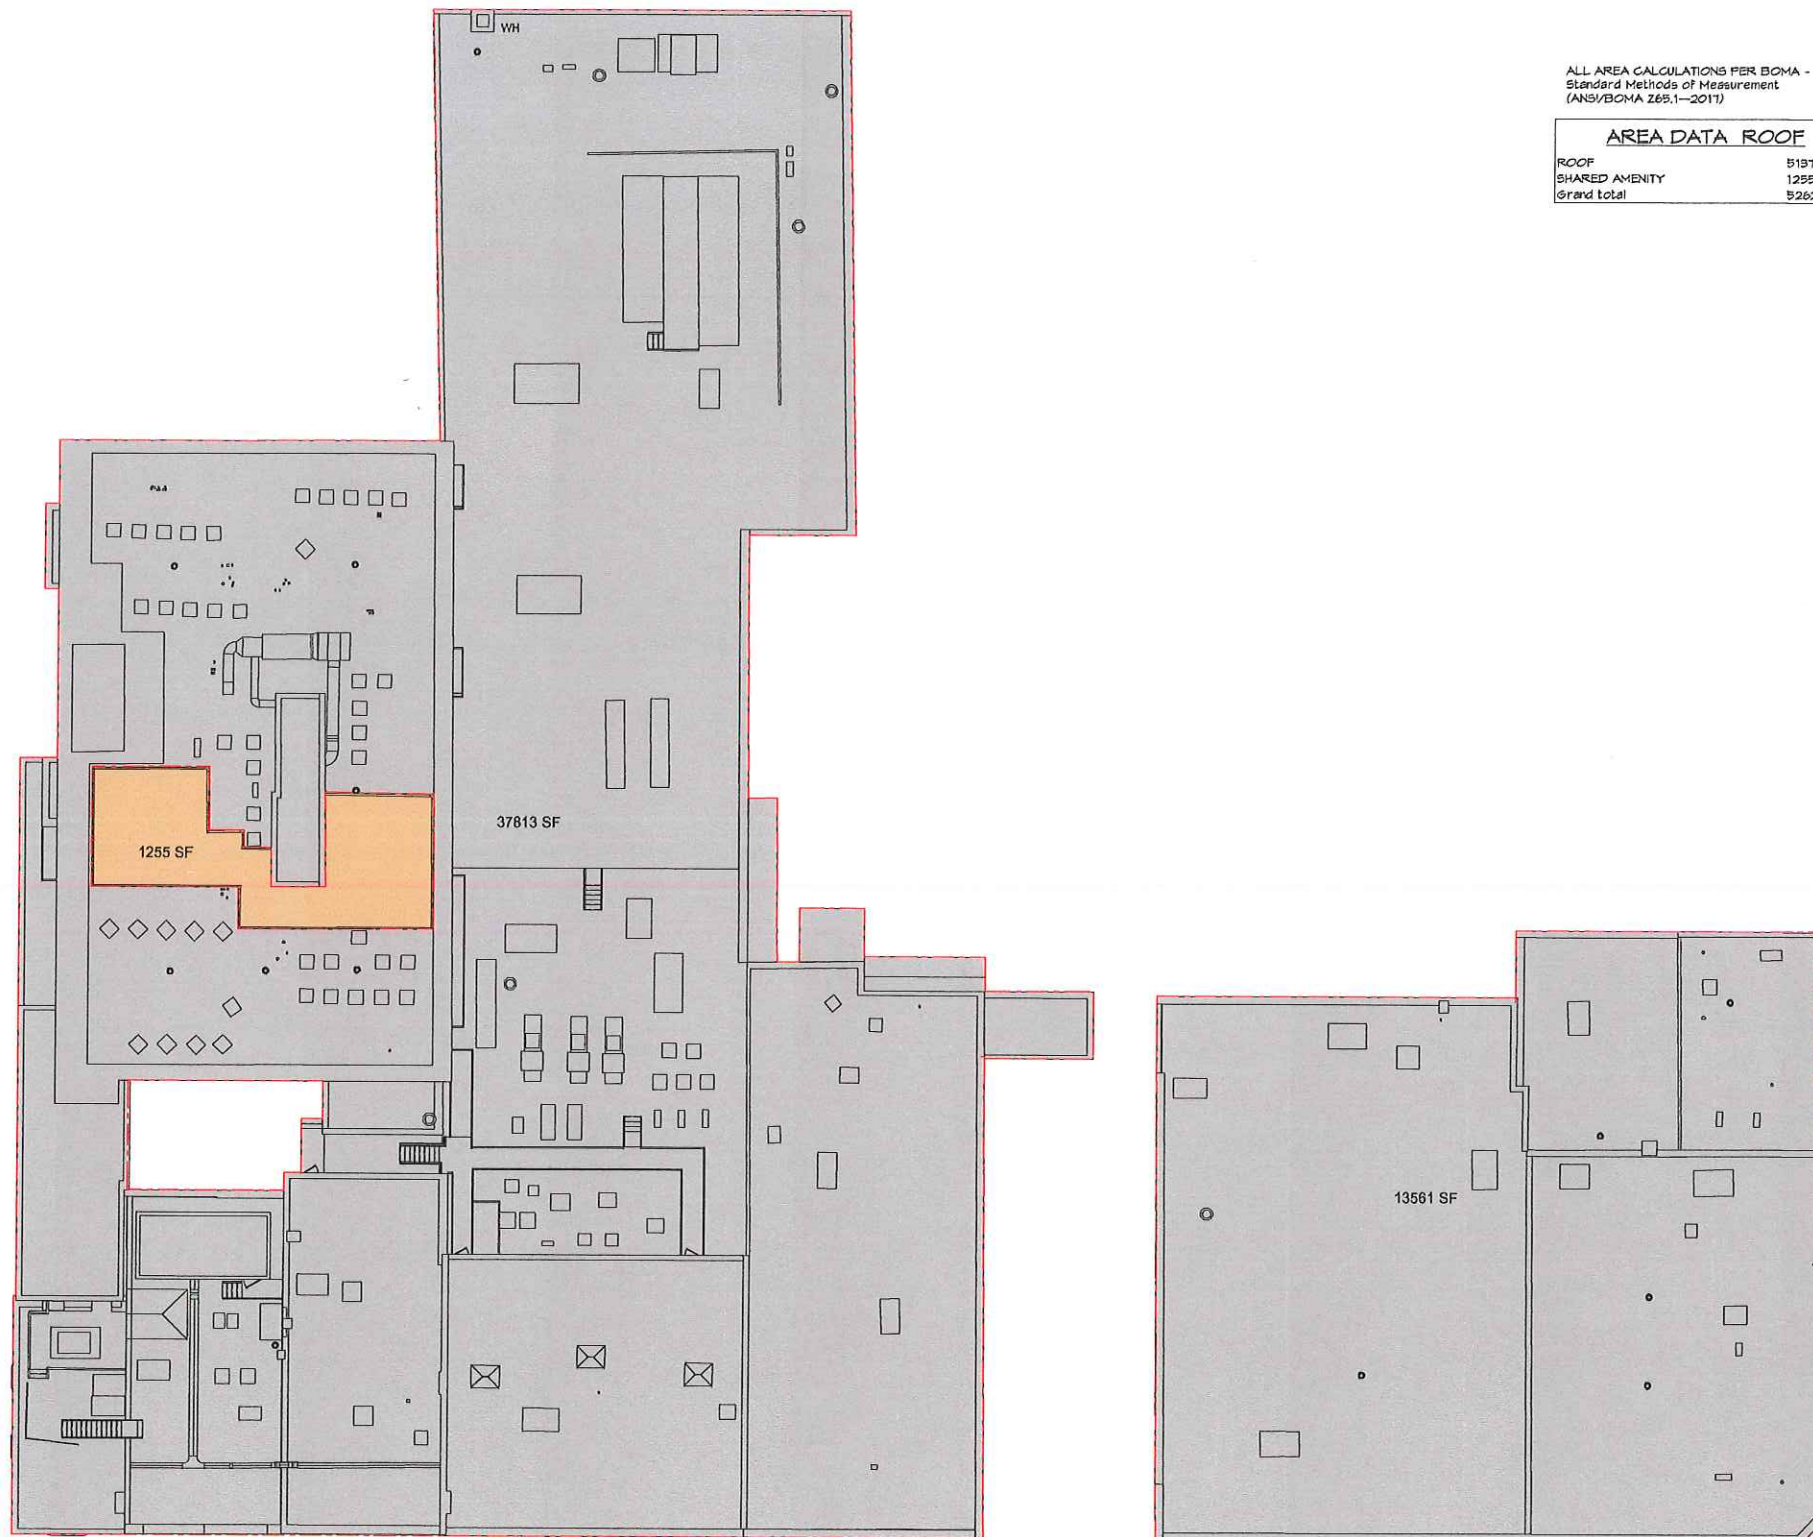 WH
ALL AREA CALCULATIONS PER BOMA -
Standard Methods of Measurement
(ANSI/BOMA Z65.1—2017)
AREA DATA ROOF
ROOF
SHARED AMENITY 1255
Grand total
37813 SF
1255 SF
13561 SF